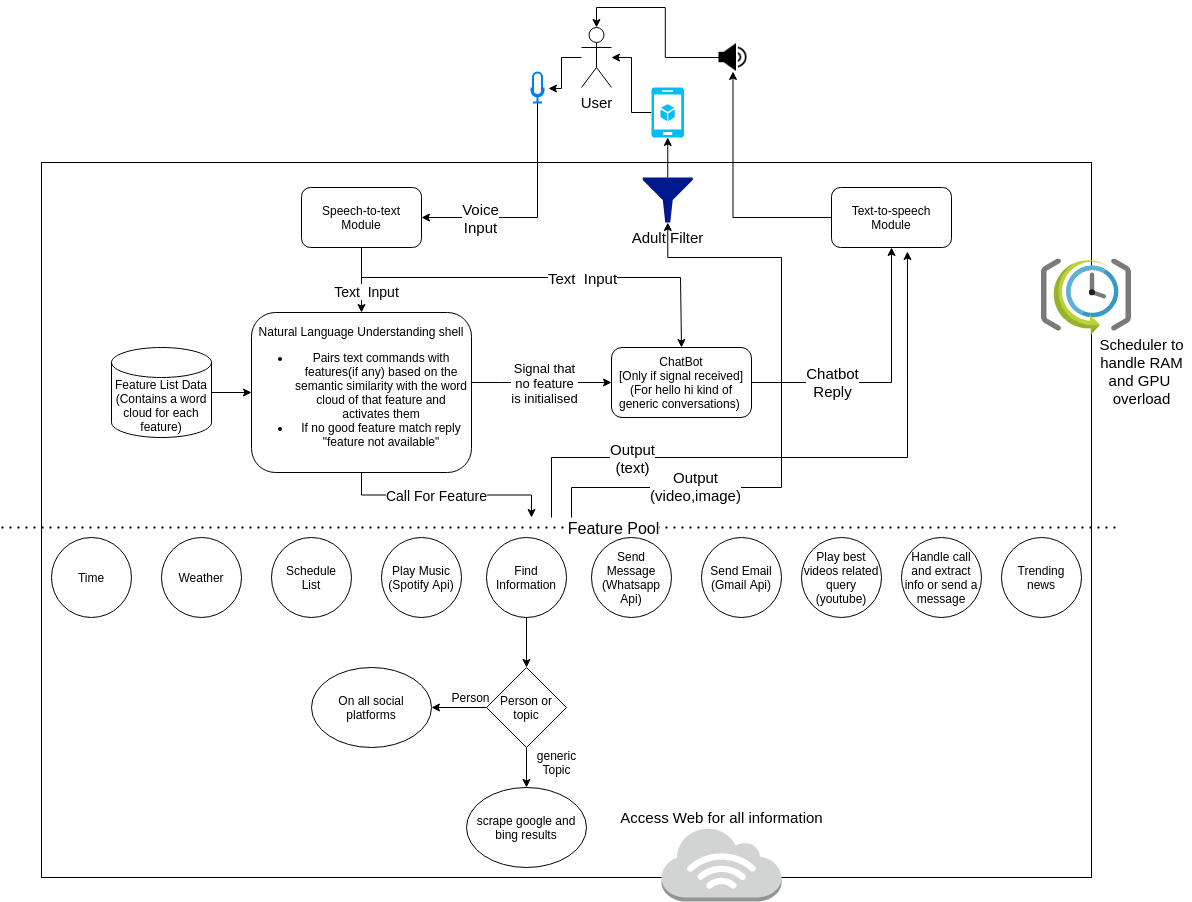 User
Speech-to-text
Module
Voice
Input
Adult Filter
Text-to-speech
Module
Text  Input
Text  Input
Natural Language Understanding shell
Pairs text commands with
features(if any) based on the
semantic similarity with the word
cloud of that feature and
activates them
If no good feature match reply
"feature not available"
Feature List Data
(Contains a word
cloud for each
feature)
Signal that
no feature
is initialised
ChatBot
[Only if signal received]
(For hello hi kind of
generic conversations)
Chatbot
Reply
Scheduler to
handle RAM
and GPU
overload
Output
(text)
Output
(video,image)
Call For Feature
Feature Pool
Time
Weather
Schedule
List
Play Music
(Spotify Api)
Find
Information
Send
Message
(Whatsapp
Api)
Send Email
(Gmail Api)
Play best
videos related
query
(youtube)
Handle call
and extract
info or send a
message
Trending
news
On all social
platforms
Person
Person or
topic
generic
Topic
scrape google and
bing results
Access Web for all information